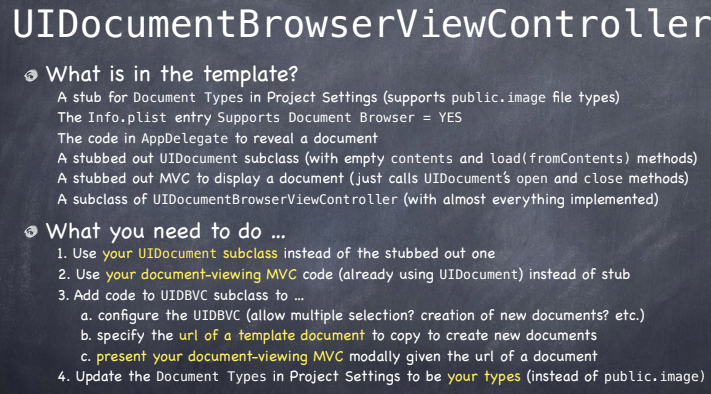 UIDocumentBrowserViewController
What is in the template?
A stub for Document Types in Project Settings (supports public.image file types)
The Info.plist entry Supports Document Browser = YES
The code in AppDelegate to reveal a document
A stubbed out UIDocument subclass (with empty contents and load(fromContents) methods)
A stubbed out MVC to display a document (just calls UIDocument's open and close methods)
A subclass of UIDocumentBrowserViewController (with almost everything implemented)
What you need to do ...
1. Use your UIDocument subclass instead of the stubbed out one
2. Use your document-viewing MVC code (already using UIDocument) instead of stub
3. Add code to UIDBVC subclass to ...
a. configure the UIDBVC (allow multiple selection? creation of new documents? etc.)
b. specify the url of a template document to copy to create new documents
c. present your document-viewing MVC modally given the url of a document
4. Update the Document Types in Project Settings to be your types (instead of public.image)